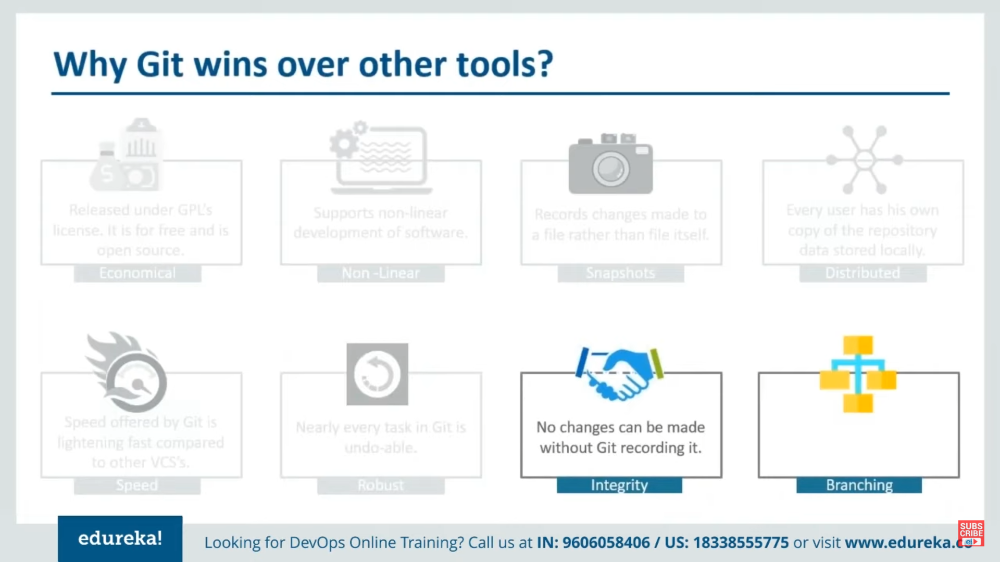 Why Git wins over other tools?
Released under GPL's
license. It is for free and is
open source.
Economical
Supports non-linear
development of software.
Non -Linear
Records changes made to
a file rather than file itself.
Snapshots
Every user has his own
copy of the repository
data stored locally.
Distributed
Speed offered by Git is
lightening fast compared
to other VCS's.
Speed
Nearly every task in Git is
undo-able.
Robust
No changes can be made
without Git recording it.
Integrity
Branching
edureka!
Looking for DevOps Online Training? Call us at IN: 9606058406 / US: 18338555775 or visit www.edureka.co
SUBS
CRIBE
e!